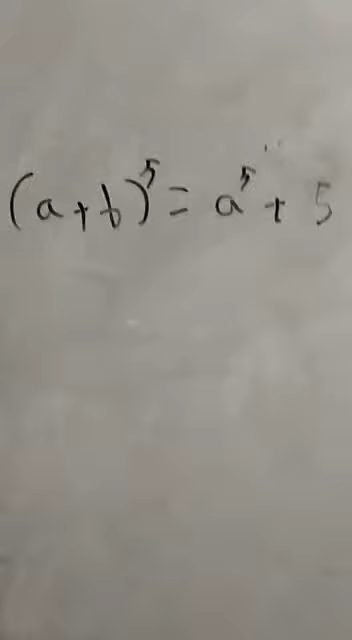 (a+b)⁵ = a⁵ + 5